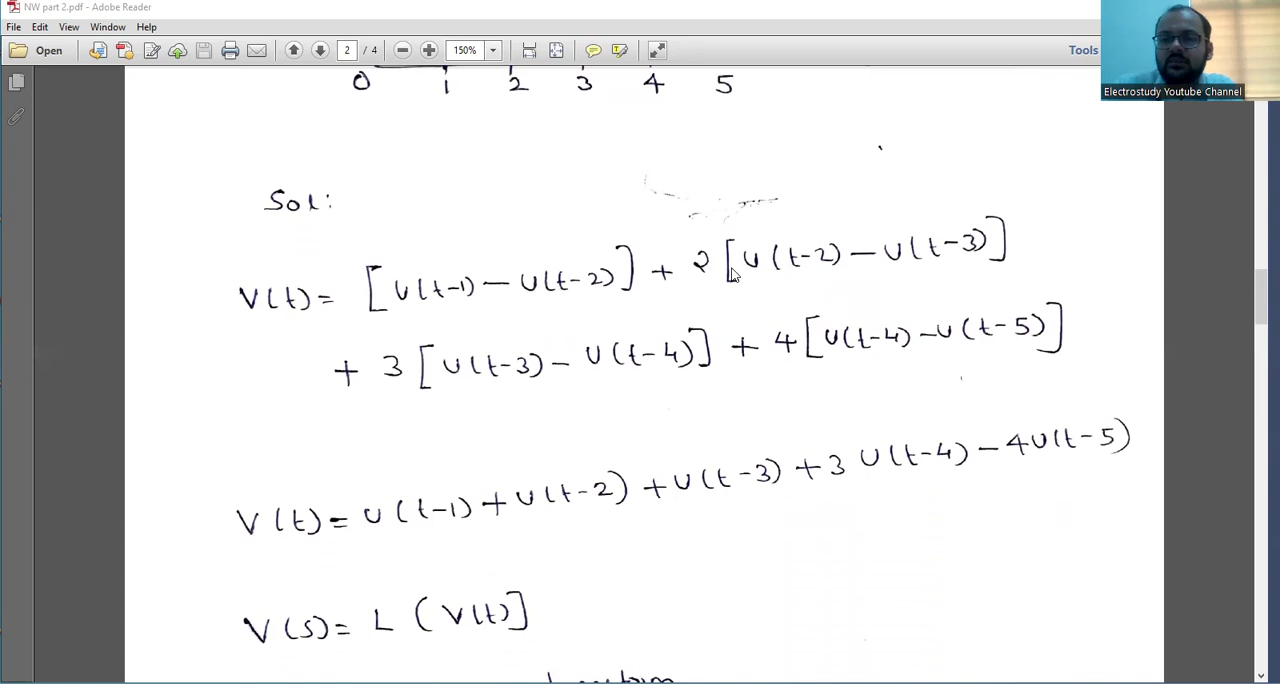 NW part 2.pdf - Adobe Reader
File Edit View Window Help
Open 2 / 4 150% Tools
Electrostudy Youtube Channel
0 1 2 3 4 5
Sol:
V(t)= [U(t-1) - U(t-2)] + 2 [U(t-2) - U(t-3)]
+ 3 [U(t-3) - U(t-4)] + 4 [U(t-4) - U(t-5)]
V(t)= U(t-1) + U(t-2) + U(t-3) + 3 U(t-4) - 4U(t-5)
V(s)= L (V(t)]